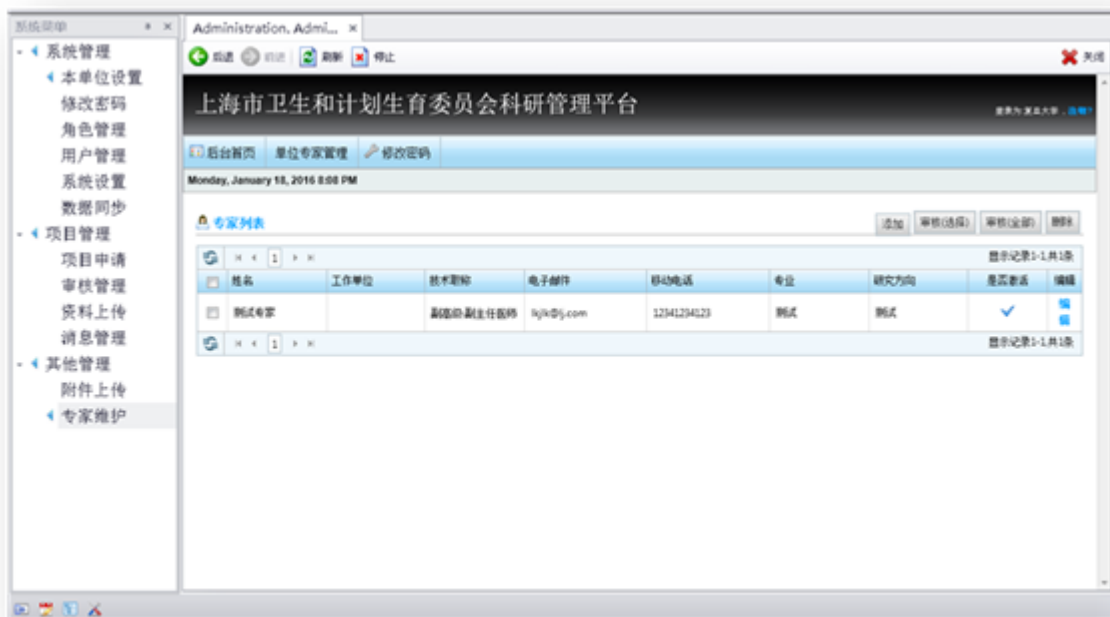 系统菜单
Administration, Admi...
系统管理
后退 前进 刷新 停止 关闭
本单位设置
修改密码
上海市卫生和计划生育委员会科研管理平台
角色管理
用户管理
后台首页 单位专家管理 修改密码
系统设置
Monday, January 18, 2016 8:08 PM
数据同步
专家列表 添加 审核(选择) 审核(全部) 删除
项目管理
项目申请
1 显示记录1-1,共1条
审核管理
姓名 工作单位 技术职称 电子邮件 移动电话 专业 研究方向 是否激活 编辑
资料上传
测试专家 副高级-副主任医师 lkjlk@lj.com 12341234123 测试 测试 编辑
消息管理
1 显示记录1-1,共1条
其他管理
附件上传
专家维护